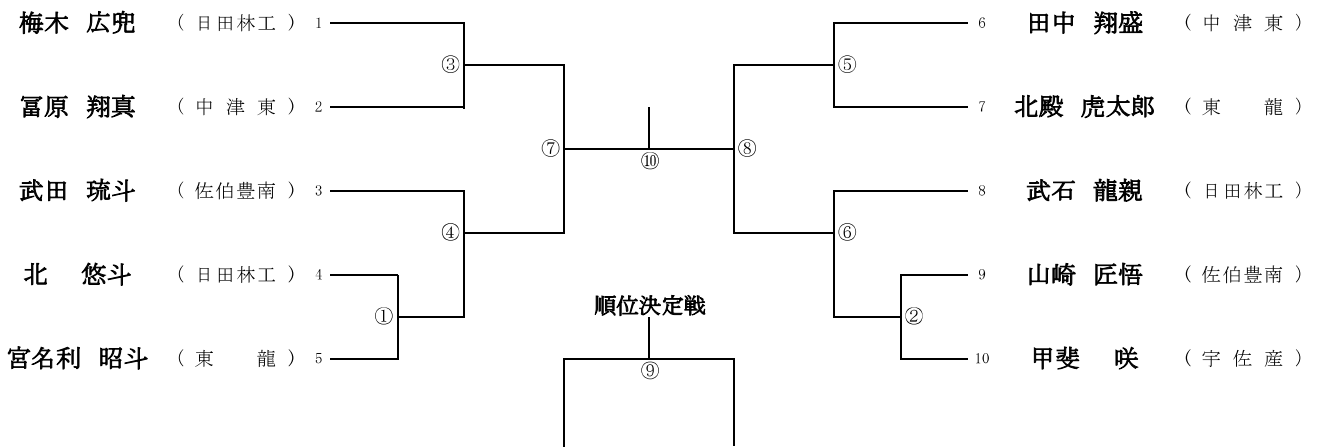 梅木 広兜 （ 日田林工 ） 1
③
冨原 翔真 （ 中 津 東 ） 2
⑦
武田 琉斗 （ 佐伯豊南 ） 3
④
北 悠斗 （ 日田林工 ） 4
①
宮名利 昭斗 （ 東 龍 ） 5
⑩
順位決定戦
⑨
6 田中 翔盛 （ 中 津 東 ）
⑤
7 北殿 虎太郎 （ 東 龍 ）
⑧
8 武石 龍親 （ 日田林工 ）
⑥
9 山崎 匠悟 （ 佐伯豊南 ）
②
10 甲斐 咲 （ 宇 佐 産 ）